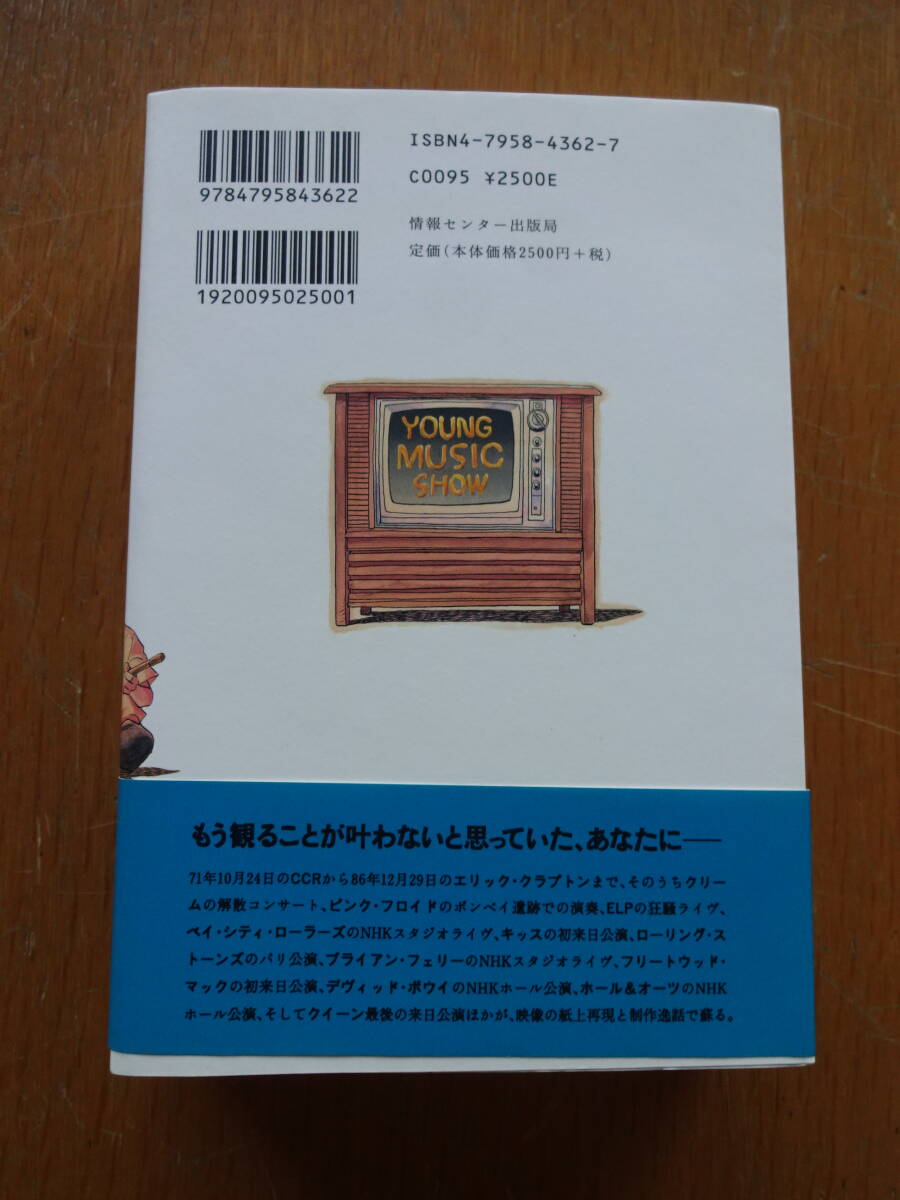 ISBN4-7958-4362-7
C0095 ¥2500E
9784795843622
情報センター出版局
定価(本体価格2500円+税)
1920095025001
YOUNG
MUSIC
SHOW
もう観ることが叶わないと思っていた、あなたに——
71年10月24日のCCRから86年12月29日のエリック・クラプトンまで、そのうちクリー
ムの解散コンサート、ピンク・フロイドのポンペイ遺跡での演奏、ELPの狂騒ライヴ、
ベイ・シティ・ローラーズのNHKスタジオライヴ、キッスの初来日公演、ローリング・ス
トーンズのパリ公演、ブライアン・フェリーのNHKスタジオライヴ、フリートウッド・
マックの初来日公演、デヴィッド・ボウイのNHKホール公演、ホール&オーツのNHK
ホール公演、そしてクイーン最後の来日公演ほかが、映像の紙上再現と制作逸話で蘇る。